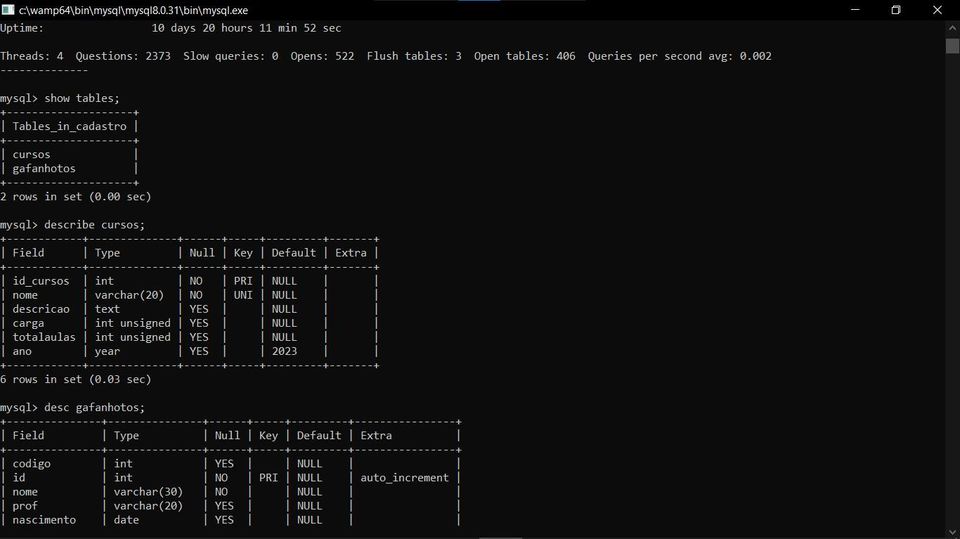 c:\wamp64\bin\mysql\mysql8.0.31\bin\mysql.exe
Uptime:                 10 days 20 hours 11 min 52 sec
Threads: 4  Questions: 2373  Slow queries: 0  Opens: 522  Flush tables: 3  Open tables: 406  Queries per second avg: 0.002
--------------
mysql> show tables;
+--------------------+
| Tables_in_cadastro |
+--------------------+
| cursos             |
| gafanhotos         |
+--------------------+
2 rows in set (0.00 sec)
mysql> describe cursos;
+------------+--------------+------+-----+---------+-------+
| Field      | Type         | Null | Key | Default | Extra |
+------------+--------------+------+-----+---------+-------+
| id_cursos  | int          | NO   | PRI | NULL    |       |
| nome       | varchar(20)  | NO   | UNI | NULL    |       |
| descricao  | text         | YES  |     | NULL    |       |
| carga      | int unsigned | YES  |     | NULL    |       |
| totalaulas | int unsigned | YES  |     | NULL    |       |
| ano        | year         | YES  |     | 2023    |       |
+------------+--------------+------+-----+---------+-------+
6 rows in set (0.03 sec)
mysql> desc gafanhotos;
+---------------+---------------+------+-----+---------+----------------+
| Field         | Type          | Null | Key | Default | Extra          |
+---------------+---------------+------+-----+---------+----------------+
| codigo        | int           | YES  |     | NULL    |                |
| id            | int           | NO   | PRI | NULL    | auto_increment |
| nome          | varchar(30)   | NO   |     | NULL    |                |
| prof          | varchar(20)   | YES  |     | NULL    |                |
| nascimento    | date          | YES  |     | NULL    |                |